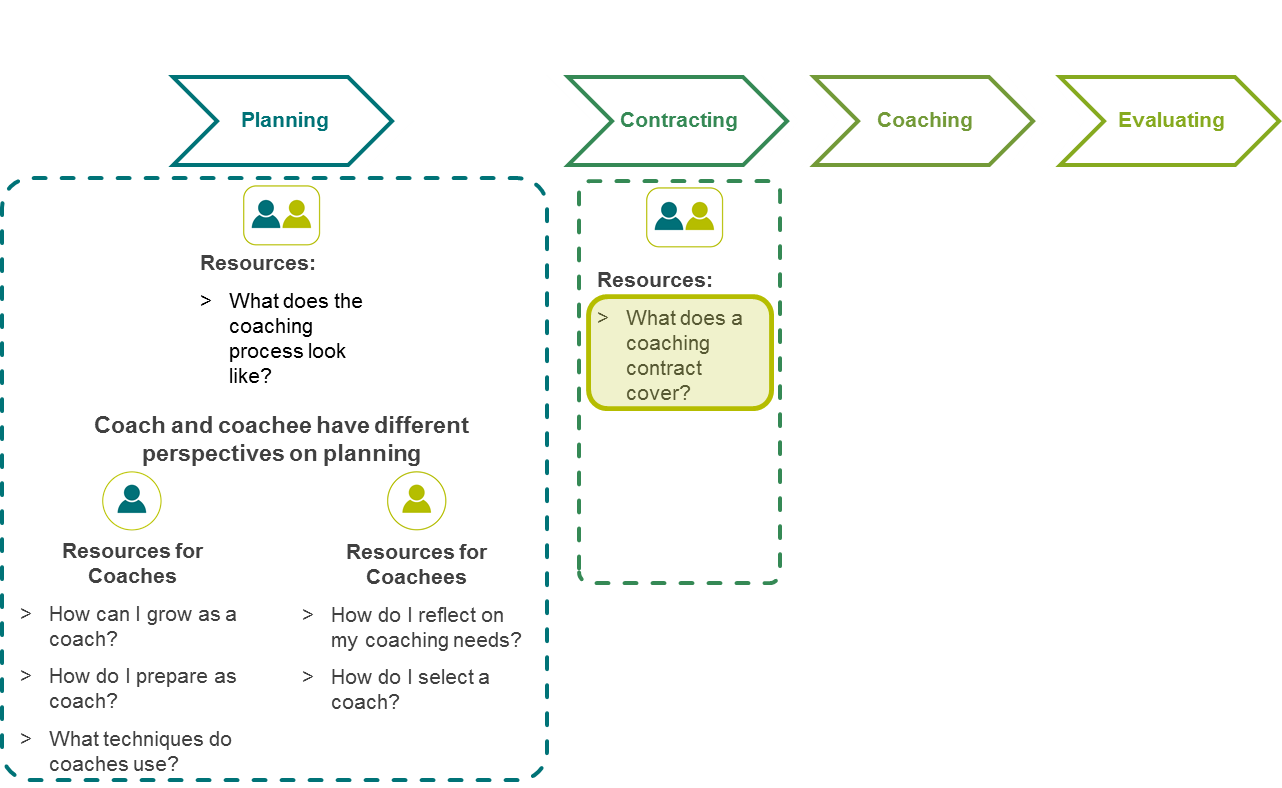 Planning
Contracting
Coaching
Evaluating
Resources:
> What does the
coaching
process look
like?
Coach and coachee have different
perspectives on planning
Resources for
Coaches
> How can I grow as a
coach?
> How do I prepare as
coach?
> What techniques do
coaches use?
Resources for
Coachees
> How do I reflect on
my coaching needs?
> How do I select a
coach?
Resources:
> What does a
coaching
contract
cover?